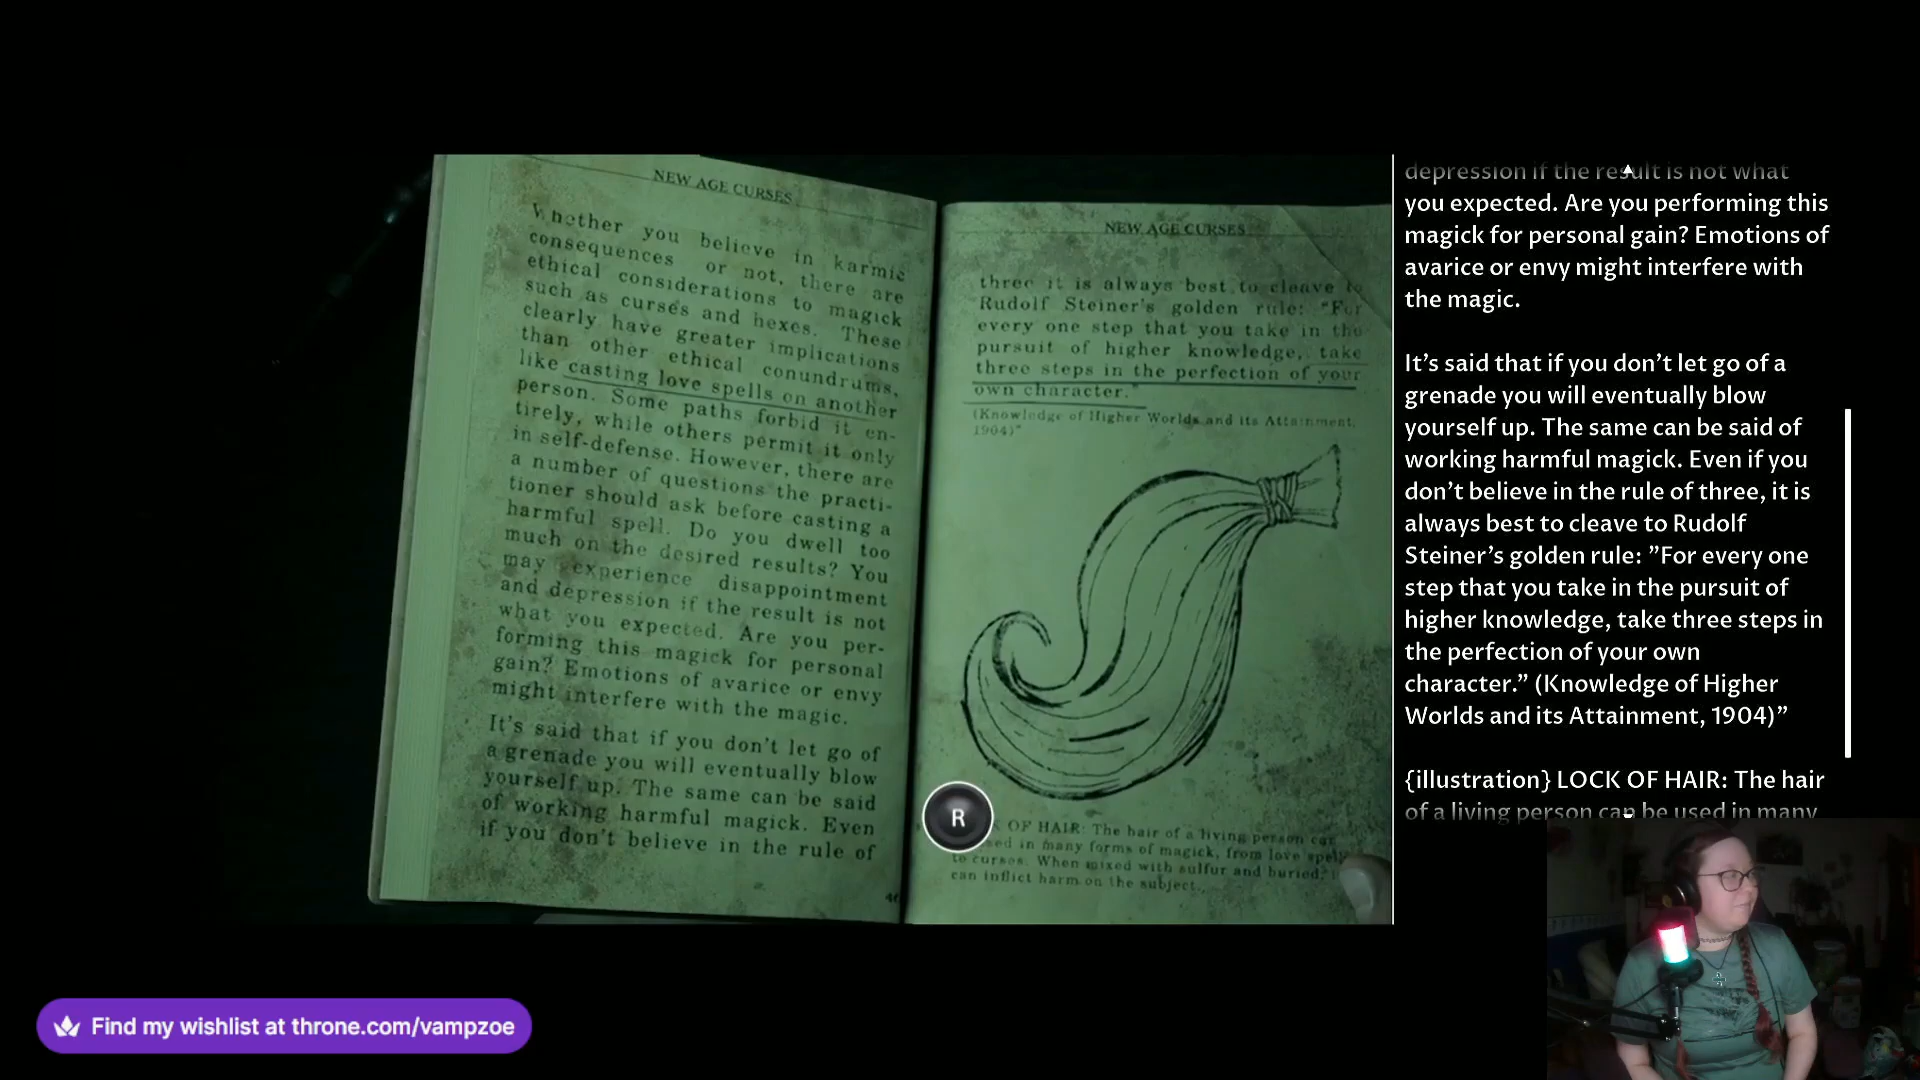 NEW AGE CURSES
Whether you believe in karmic
consequences or not, there are
ethical considerations to magick
such as curses and hexes. These
clearly have greater implications
than other ethical conundrums,
like casting love spells on another
person. Some paths forbid it en-
tirely, while others permit it only
in self-defense. However, there are
a number of questions the practi-
tioner should ask before casting a
harmful spell. Do you dwell too
much on the desired results? You
may experience disappointment
and depression if the result is not
what you expected. Are you per-
forming this magick for personal
gain? Emotions of avarice or envy
might interfere with the magic.
It's said that if you don't let go of
a grenade you will eventually blow
yourself up. The same can be said
of working harmful magick. Even
if you don't believe in the rule of
NEW AGE CURSES
three it is always best to cleave to
Rudolf Steiner's golden rule: "For
every one step that you take in the
pursuit of higher knowledge, take
three steps in the perfection of your
own character."
(Knowledge of Higher Worlds and its Attainment,
1904)"
R
OF HAIR: The hair of a living person can
in many forms of magick, from love spells
to curses. When mixed with sulfur and buried,
can inflict harm on the subject.
depression if the result is not what
you expected. Are you performing this
magick for personal gain? Emotions of
avarice or envy might interfere with
the magic.
It's said that if you don't let go of a
grenade you will eventually blow
yourself up. The same can be said of
working harmful magick. Even if you
don't believe in the rule of three, it is
always best to cleave to Rudolf
Steiner's golden rule: "For every one
step that you take in the pursuit of
higher knowledge, take three steps in
the perfection of your own
character." (Knowledge of Higher
Worlds and its Attainment, 1904)"
{illustration} LOCK OF HAIR: The hair
of a living person can be used in many
Find my wishlist at throne.com/vampzoe